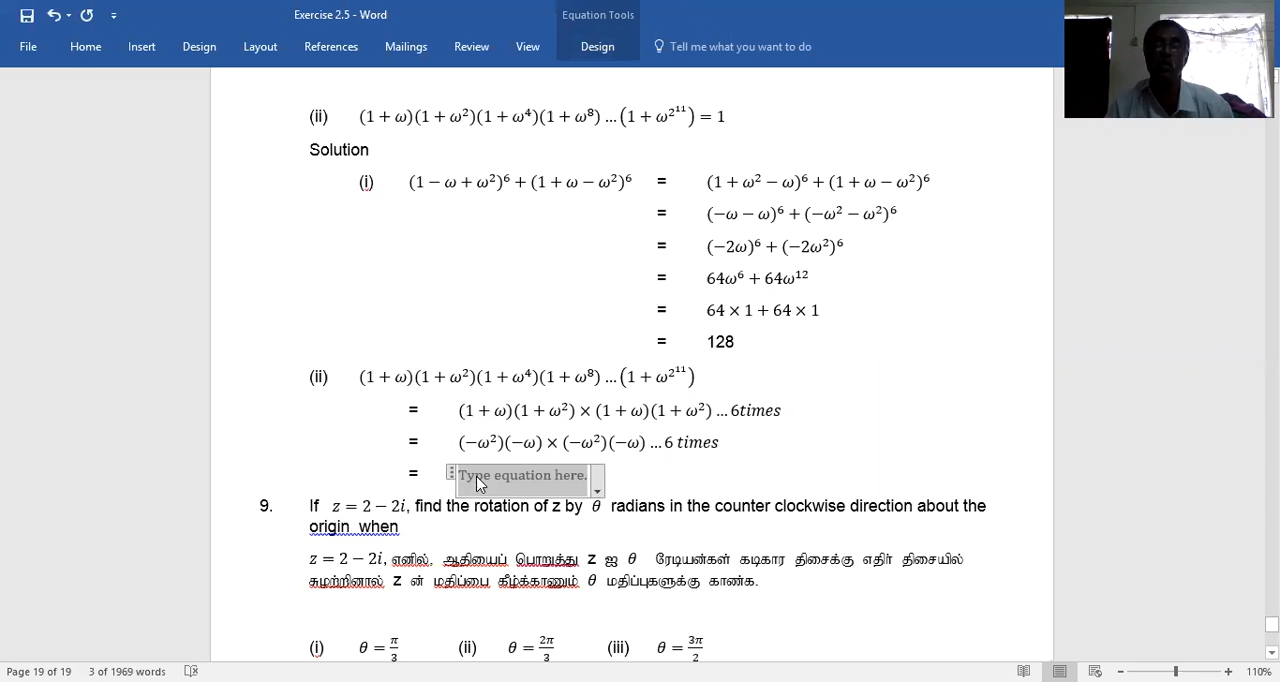 Exercise 2.5 - Word
Equation Tools
File Home Insert Design Layout References Mailings Review View Design Tell me what you want to do
(ii) (1 + ω)(1 + ω²)(1 + ω⁴)(1 + ω⁸) … (1 + ω^{2^{11}}) = 1
Solution
(i) (1 − ω + ω²)⁶ + (1 + ω − ω²)⁶ = (1 + ω² − ω)⁶ + (1 + ω − ω²)⁶
= (−ω − ω)⁶ + (−ω² − ω²)⁶
= (−2ω)⁶ + (−2ω²)⁶
= 64ω⁶ + 64ω¹²
= 64 × 1 + 64 × 1
= 128
(ii) (1 + ω)(1 + ω²)(1 + ω⁴)(1 + ω⁸) … (1 + ω^{2^{11}})
= (1 + ω)(1 + ω²) × (1 + ω)(1 + ω²) … 6times
= (−ω²)(−ω) × (−ω²)(−ω) … 6 times
= Type equation here.
9. If z = 2 − 2i, find the rotation of z by θ radians in the counter clockwise direction about the
origin when
z = 2 − 2i, எனில், ஆதியைப் பொறுத்து z ஐ θ ரேடியன்கள் கடிகார திசைக்கு எதிர் திசையில்
சுழற்றினால் z ன் மதிப்பை கீழ்க்காணும் θ மதிப்புகளுக்கு காண்க.
(i) θ = π/3 (ii) θ = 2π/3 (iii) θ = 3π/2
Page 19 of 19 3 of 1969 words 110%